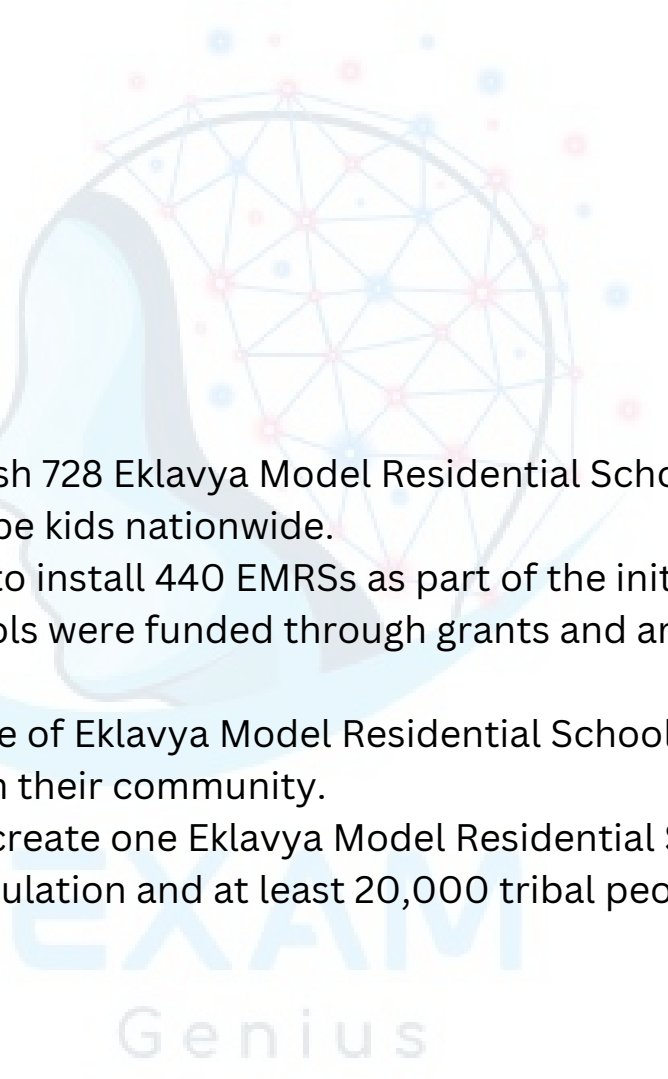 sh 728 Eklavya Model Residential Scho
be kids nationwide.
to install 440 EMRSs as part of the init
ols were funded through grants and ar
e of Eklavya Model Residential School
n their community.
create one Eklavya Model Residential S
ulation and at least 20,000 tribal peo
EXAM
Genius